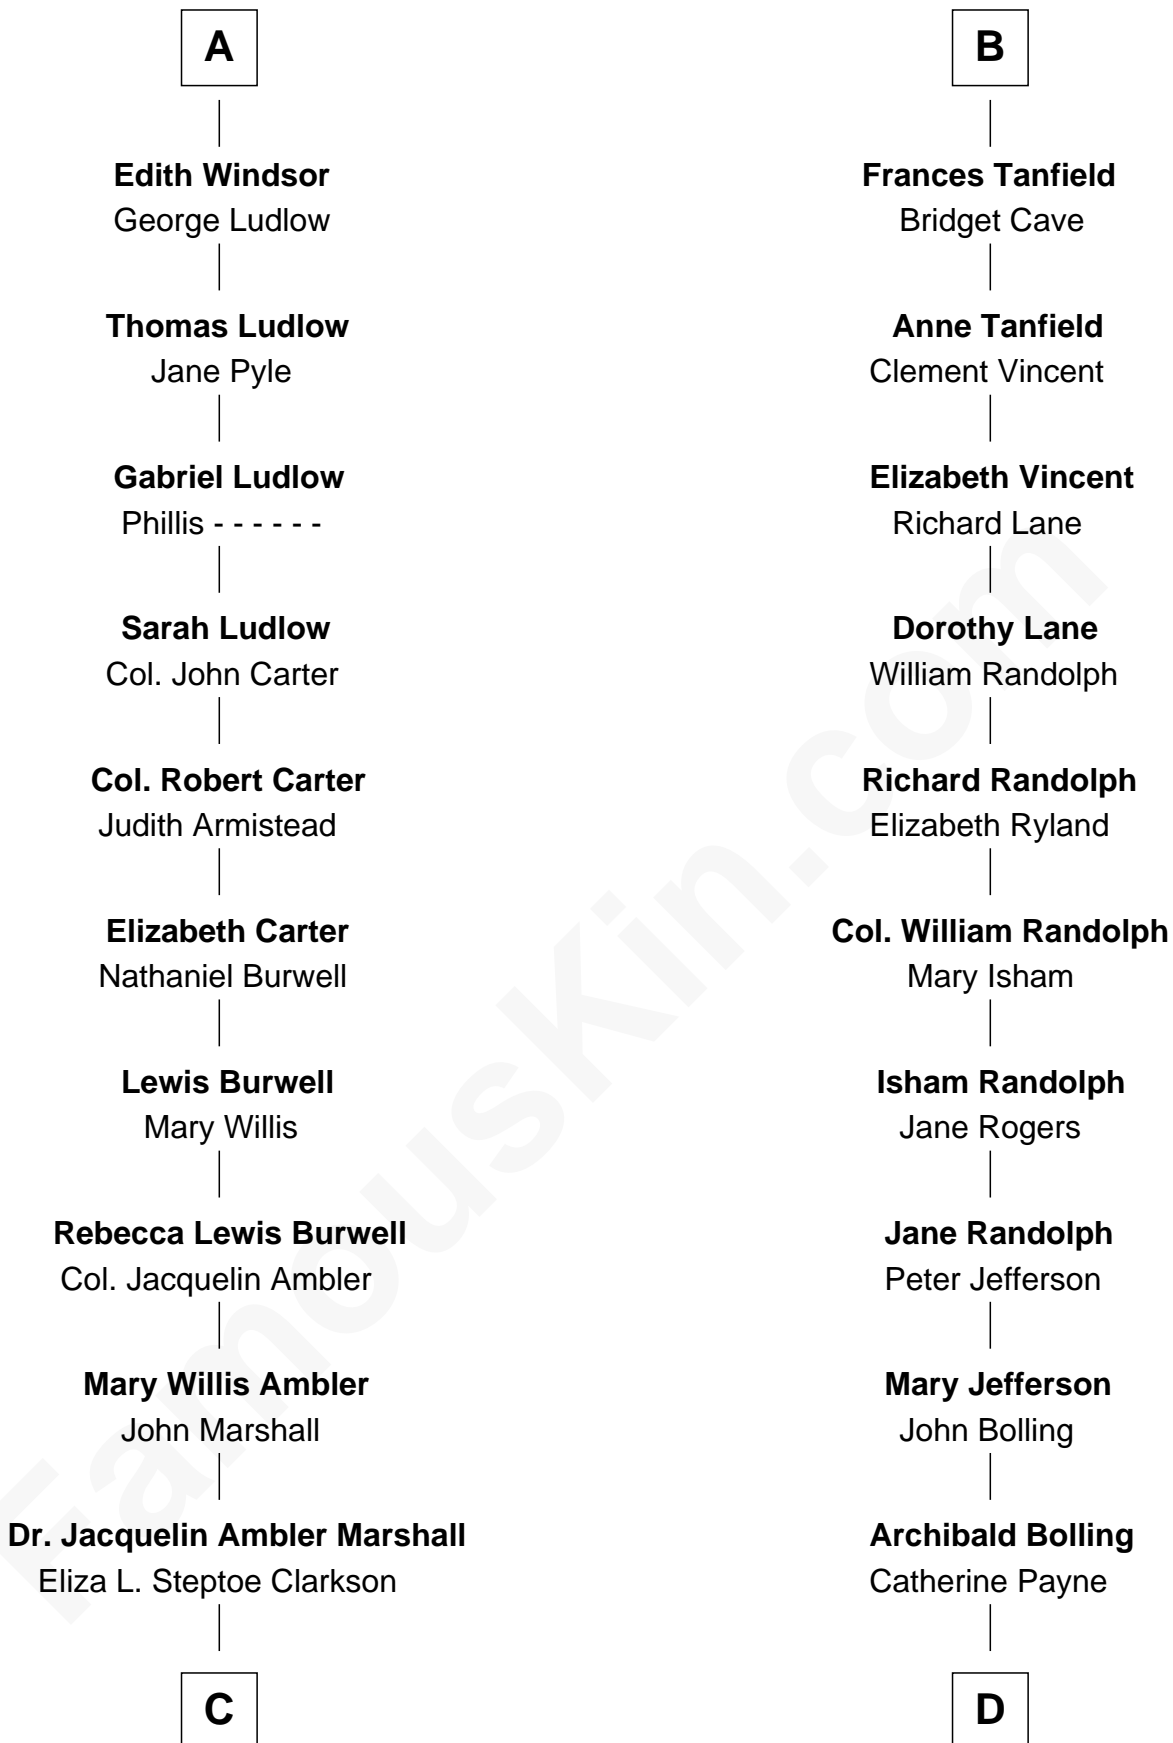 A
Edith Windsor
George Ludlow
Thomas Ludlow
Jane Pyle
Gabriel Ludlow
Phillis - - - - - -
Sarah Ludlow
Col. John Carter
Col. Robert Carter
Judith Armistead
Elizabeth Carter
Nathaniel Burwell
Lewis Burwell
Mary Willis
Rebecca Lewis Burwell
Col. Jacquelin Ambler
Mary Willis Ambler
John Marshall
Dr. Jacquelin Ambler Marshall
Eliza L. Steptoe Clarkson
C
B
Frances Tanfield
Bridget Cave
Anne Tanfield
Clement Vincent
Elizabeth Vincent
Richard Lane
Dorothy Lane
William Randolph
Richard Randolph
Elizabeth Ryland
Col. William Randolph
Mary Isham
Isham Randolph
Jane Rogers
Jane Randolph
Peter Jefferson
Mary Jefferson
John Bolling
Archibald Bolling
Catherine Payne
D
FamousKin.com